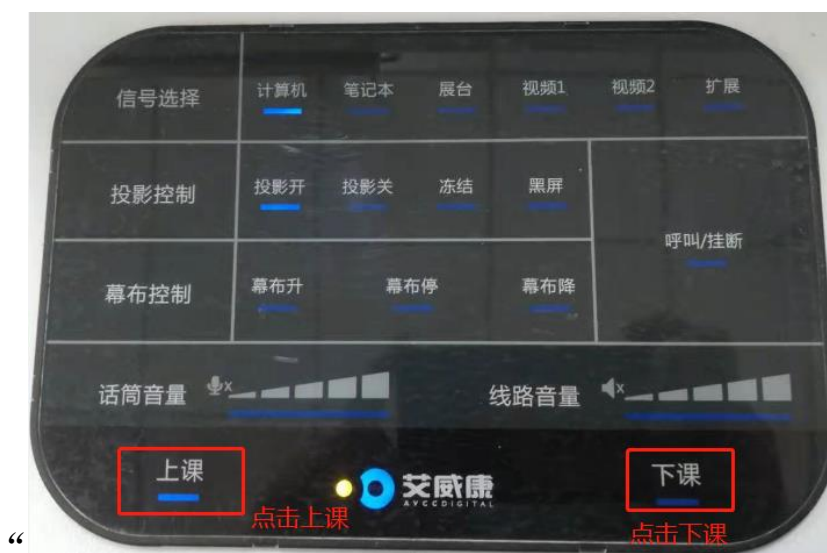 信号选择 计算机 笔记本 展台 视频1 视频2 扩展
投影控制 投影开 投影关 冻结 黑屏
呼叫/挂断
幕布控制 幕布升 幕布停 幕布降
话筒音量 线路音量
上课 艾威康 下课
AVCCDIGITAL
点击上课 点击下课
“